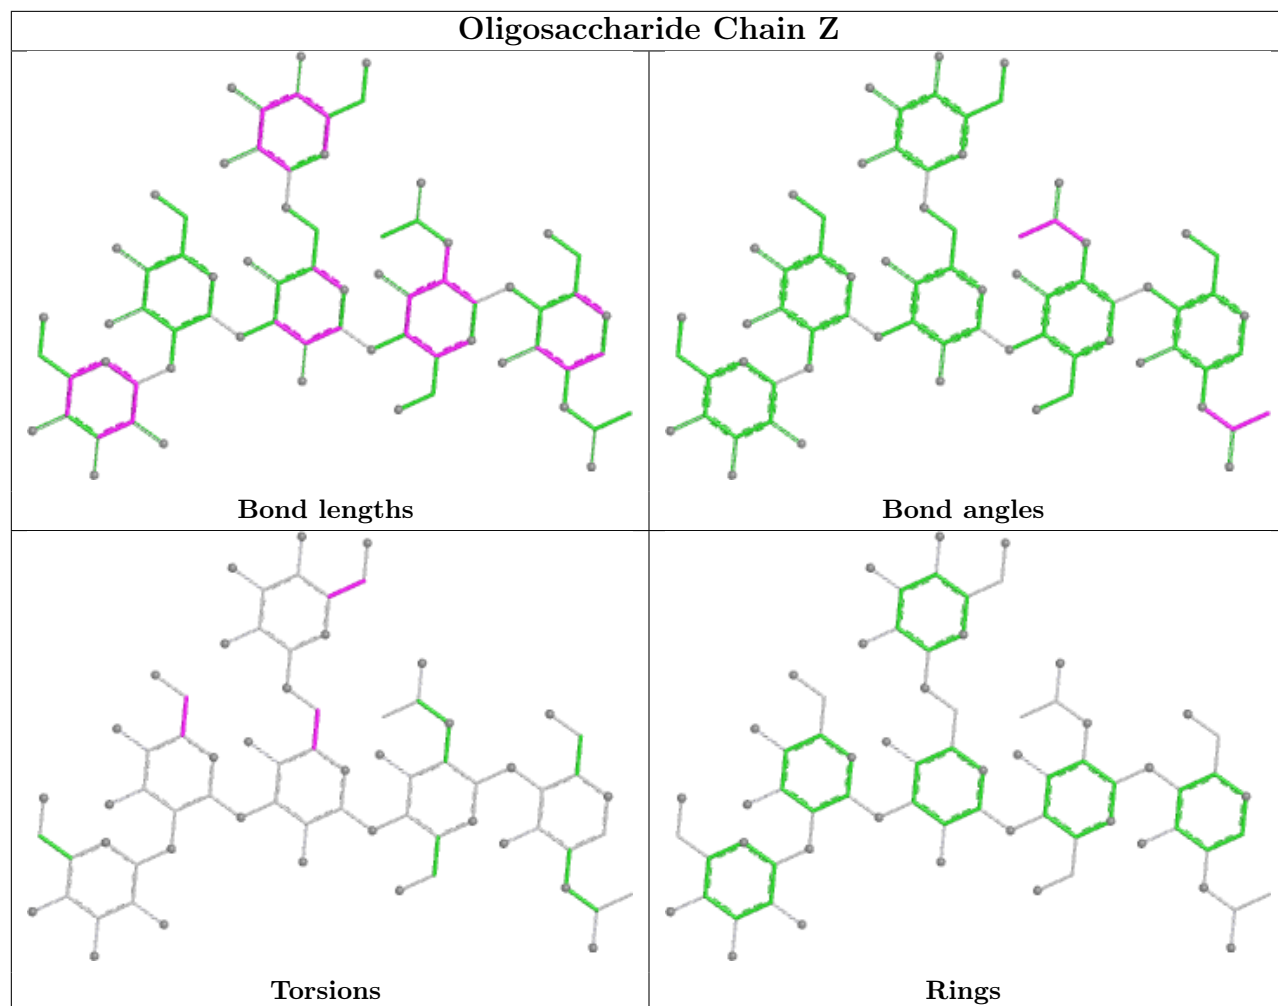 Oligosaccharide Chain Z
Bond lengths
Bond angles
Torsions
Rings